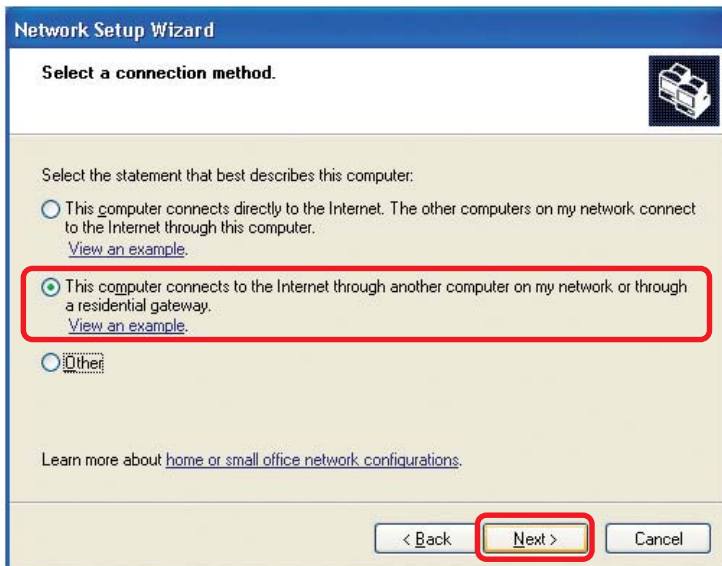 Network Setup Wizard
Select a connection method.
Select the statement that best describes this computer:
This computer connects directly to the Internet. The other computers on my network connect
to the Internet through this computer.
View an example.
This computer connects to the Internet through another computer on my network or through
a residential gateway.
View an example.
Other
Learn more about home or small office network configurations.
< Back
Next >
Cancel